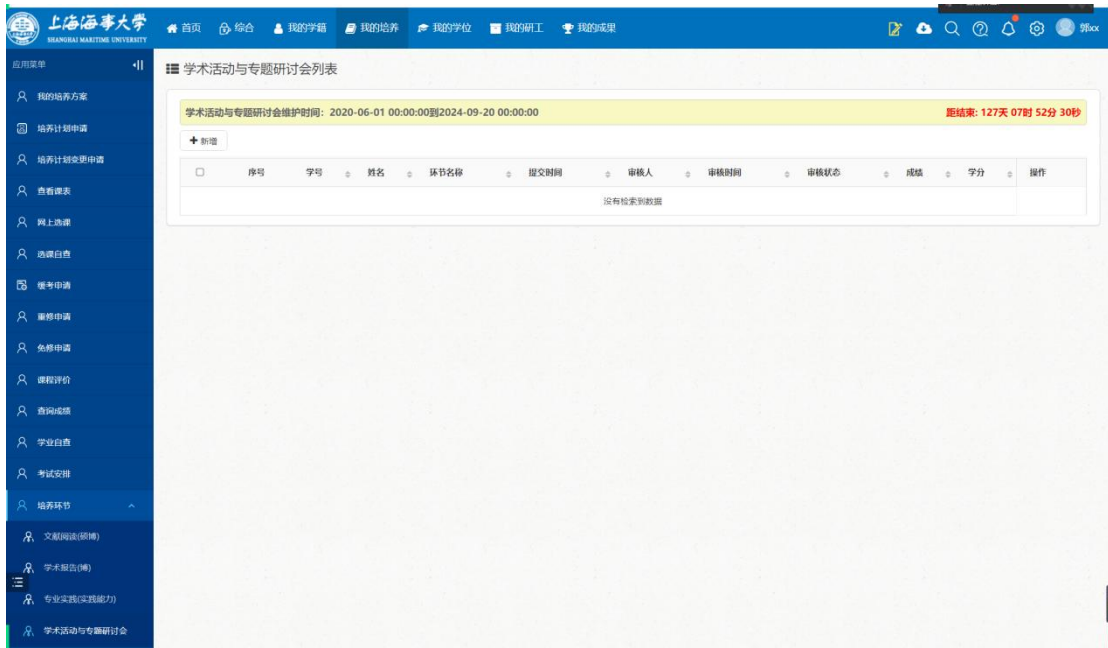 上海海事大学
SHANGHAI MARITIME UNIVERSITY
首页 综合 我的学籍 我的培养 我的学位 我的研工 我的成果
郭xx
应用菜单
学术活动与专题研讨会列表
我的培养方案
培养计划申请
培养计划变更申请
查看课表
网上选课
选课自查
缓考申请
重修申请
免修申请
课程评价
查询成绩
学业自查
考试安排
培养环节
文献阅读(硕博)
学术报告(博)
专业实践(实践能力)
学术活动与专题研讨会
学术活动与专题研讨会维护时间：2020-06-01 00:00:00到2024-09-20 00:00:00
距结束: 127天 07时 52分 30秒
新增
序号 学号 姓名 环节名称 提交时间 审核人 审核时间 审核状态 成绩 学分 操作
没有检索到数据